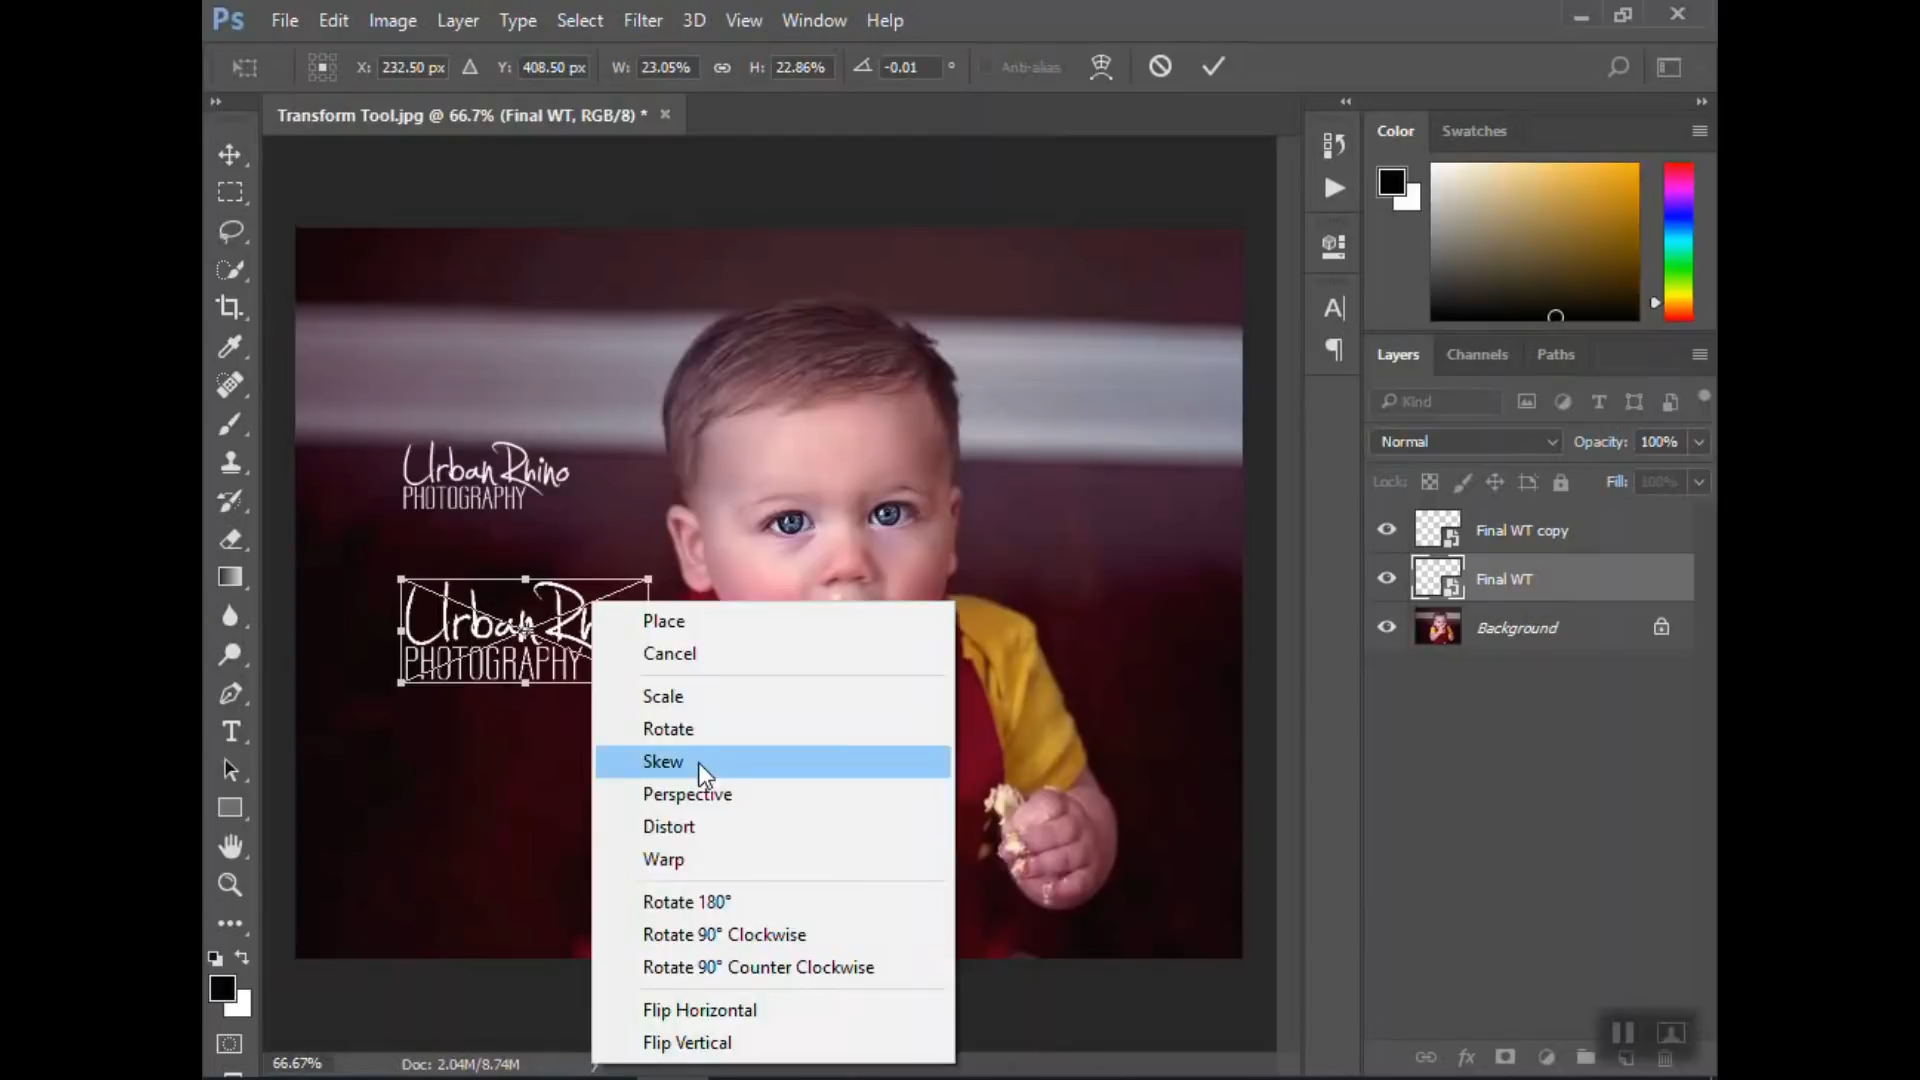 Ps File Edit Image Layer Type Select Filter 3D View Window Help
X: 232.50 px Y: 408.50 px W: 23.05% H: 22.86% -0.01 ° Anti-alias
Transform Tool.jpg @ 66.7% (Final WT, RGB/8) *
Color Swatches
Layers Channels Paths
Kind
Normal Opacity: 100%
Lock: Fill: 100%
Final WT copy
Final WT
Background
Urban Rhino
PHOTOGRAPHY
Urban Rh
PHOTOGRAPHY
Place
Cancel
Scale
Rotate
Skew
Perspective
Distort
Warp
Rotate 180°
Rotate 90° Clockwise
Rotate 90° Counter Clockwise
Flip Horizontal
Flip Vertical
66.67% Doc: 2.04M/8.74M